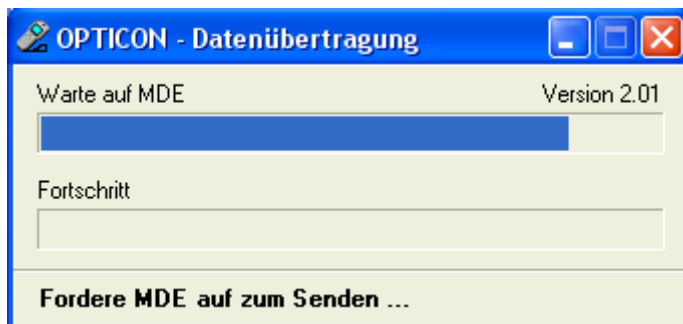 OPTICON - Datenübertragung
Warte auf MDE Version 2.01
Fortschritt
Fordere MDE auf zum Senden ...